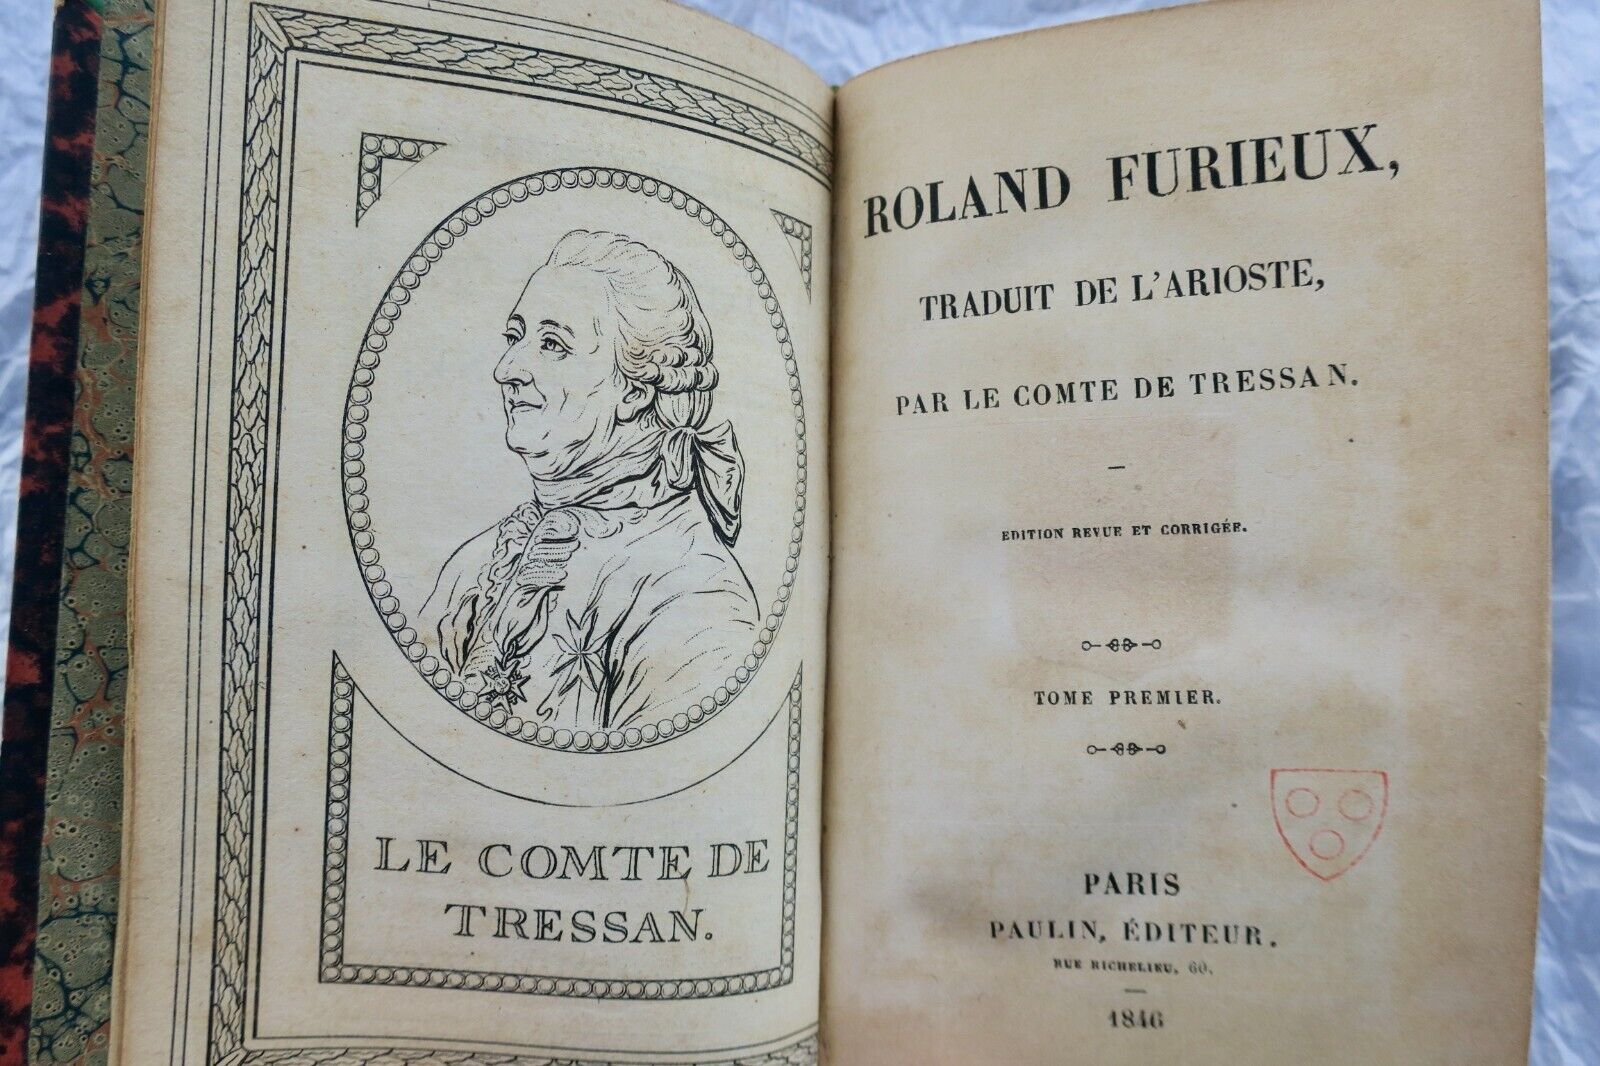 LE COMTE DE
TRESSAN.
ROLAND FURIEUX,
TRADUIT DE L'ARIOSTE,
PAR LE COMTE DE TRESSAN.
EDITION REVUE ET CORRIGÉE.
TOME PREMIER.
PARIS
PAULIN, ÉDITEUR.
RUE RICHELIEU, 60.
1846